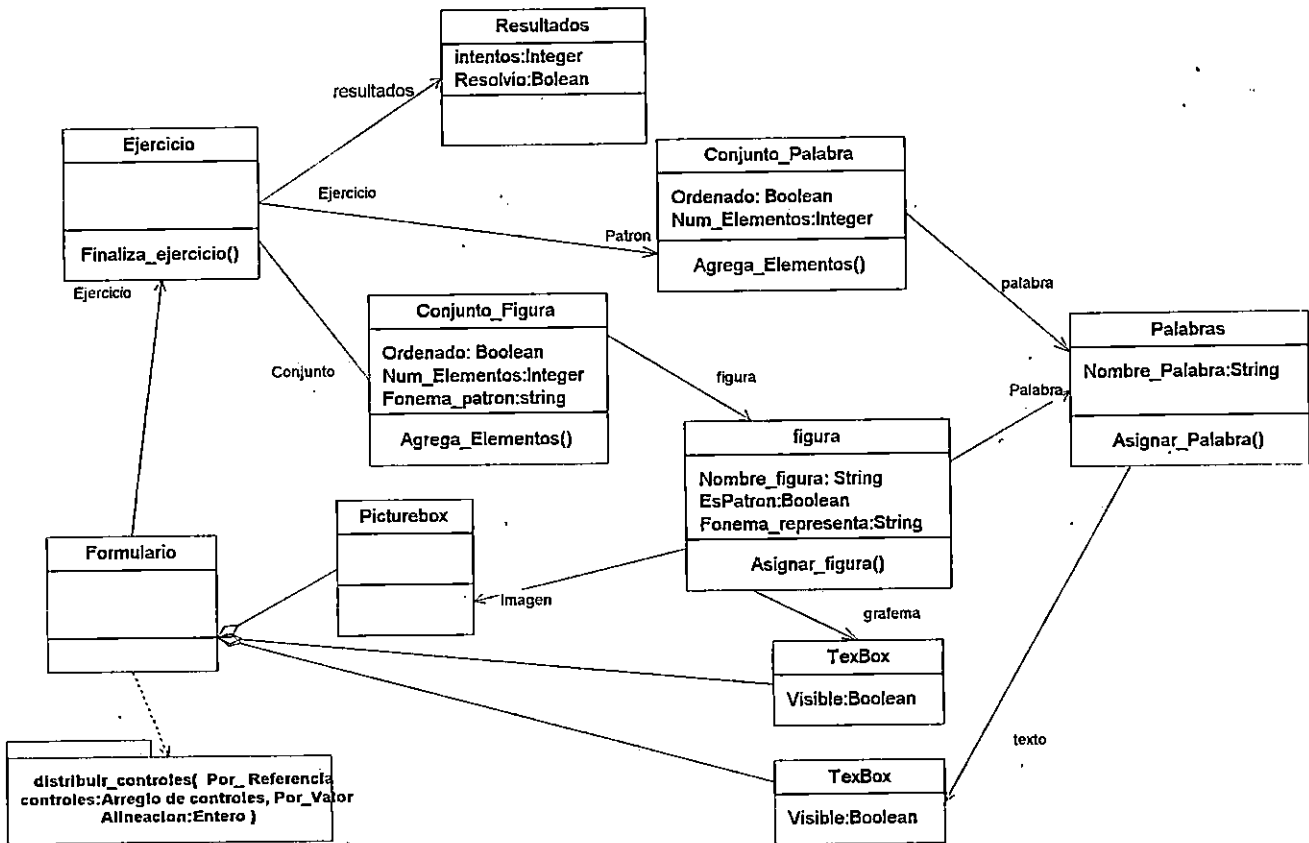 Resultados
intentos:Integer
Resolvio:Bolean
resultados
Ejercicio
Finaliza_ejercicio()
Ejercicio
Ejercicio
Patron
Conjunto_Palabra
Ordenado: Boolean
Num_Elementos:Integer
Agrega_Elementos()
palabra
Conjunto_Figura
Ordenado: Boolean
Num_Elementos:Integer
Fonema_patron:string
Agrega_Elementos()
Conjunto
figura
Palabras
Nombre_Palabra:String
Asignar_Palabra()
Palabra
figura
Nombre_figura: String
EsPatron:Boolean
Fonema_representa:String
Asignar_figura()
Picturebox
Formulario
Imagen
grafema
TexBox
Visible:Boolean
texto
TexBox
Visible:Boolean
distribuir_controles( Por_ Referencia
controles:Arreglo de controles, Por_Valor
Alineacion:Entero )